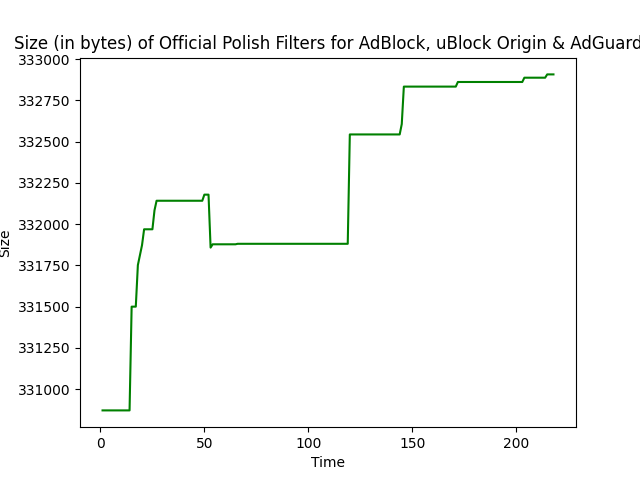 Size (in bytes) of Official Polish Filters for AdBlock, uBlock Origin & AdGuard
333000
332750
332500
332250
332000
331750
331500
331250
331000
Size
0 50 100 150 200
Time